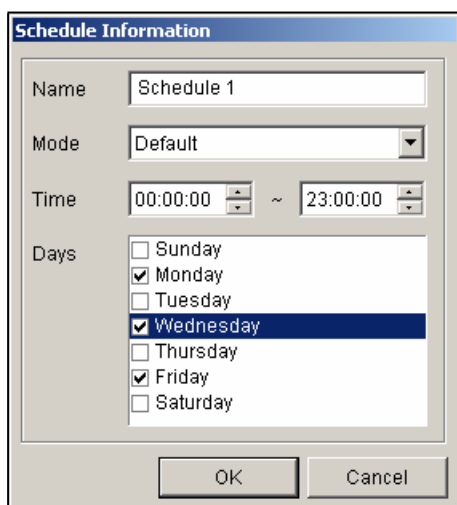 Schedule Information
Name Schedule 1
Mode Default
Time 00:00:00 ~ 23:00:00
Days
Sunday
Monday
Tuesday
Wednesday
Thursday
Friday
Saturday
OK Cancel